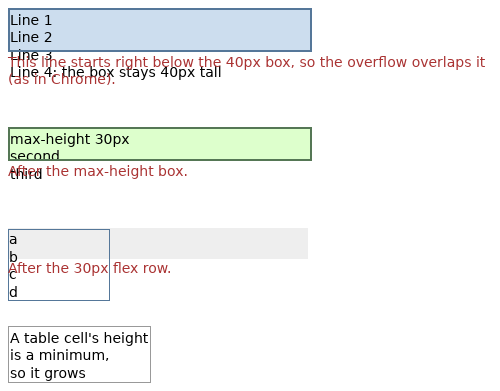 Line 1
Line 2
Line 3
This line starts right below the 40px box, so the overflow overlaps it
Line 4: the box stays 40px tall
(as in Chrome).
max-height 30px
second
third
After the max-height box.
a
b
c
After the 30px flex row.
d
A table cell's height
is a minimum,
so it grows